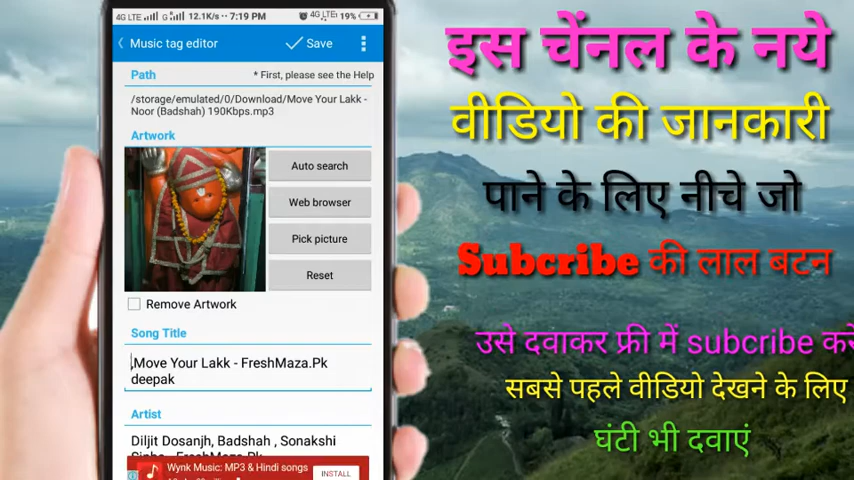 4G LTE G 12.1K/s 7:19 PM 4G LTE 19%
Music tag editor Save
Path * First, please see the Help
/storage/emulated/0/Download/Move Your Lakk -
Noor (Badshah) 190Kbps.mp3
Artwork
Auto search
Web browser
Pick picture
Reset
Remove Artwork
Song Title
,Move Your Lakk - FreshMaza.Pk
deepak
Artist
Diljit Dosanjh, Badshah , Sonakshi
Wynk Music: MP3 & Hindi songs
INSTALL
इस चेंनल के नये
वीडियो की जानकारी
पाने के लिए नीचे जो
Subcribe की लाल बटन
उसे दवाकर फ्री में subcribe करे
सबसे पहले वीडियो देखने के लिए
घंटी भी दवाएं